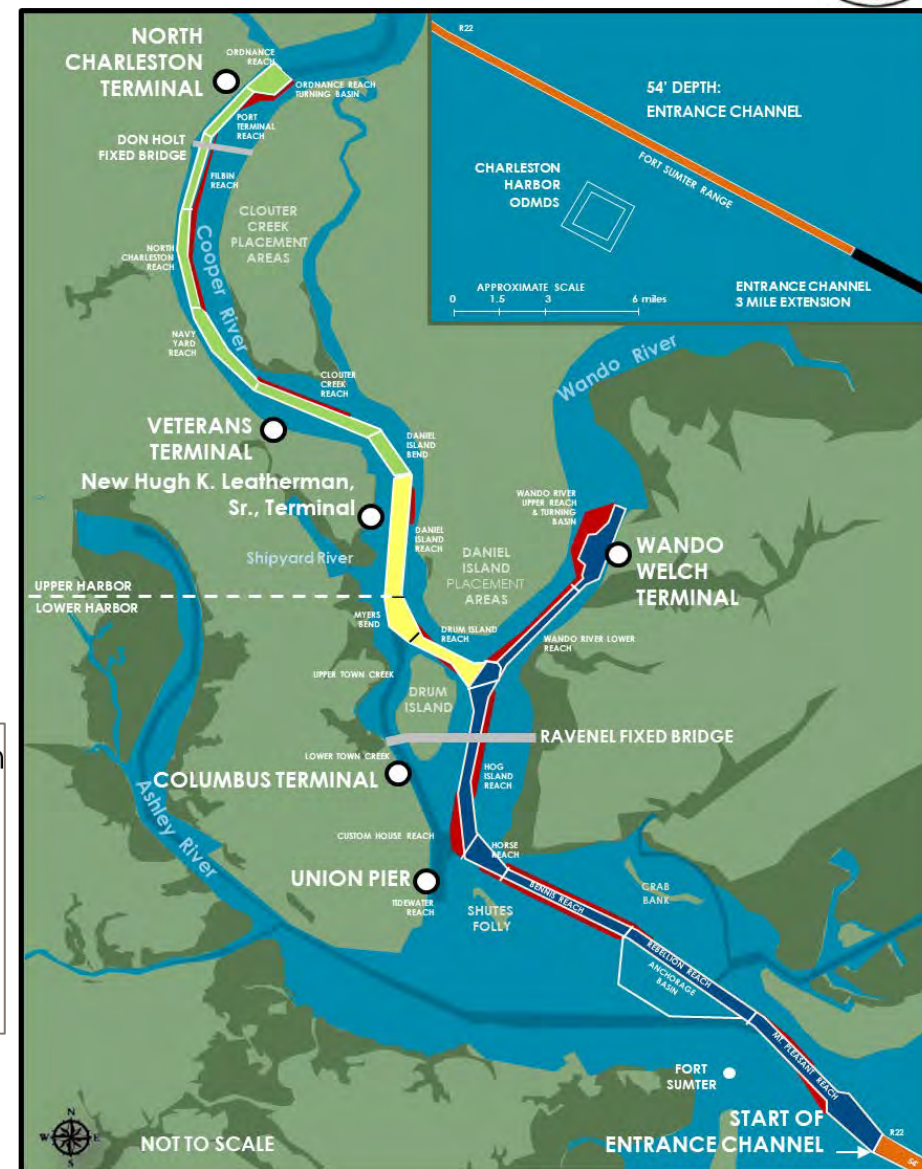 NORTH
CHARLESTON
TERMINAL
ORDNANCE
REACH
ORDNANCE REACH
TURNING BASIN
PORT
TERMINAL
REACH
DON HOLT
FIXED BRIDGE
FILBIN
REACH
CLOUTER
CREEK
PLACEMENT
AREAS
Cooper River
NORTH
CHARLESTON
REACH
NAVY
YARD
REACH
CLOUTER
CREEK
REACH
VETERANS
TERMINAL
DANIEL
ISLAND
BEND
New Hugh K. Leatherman,
Sr., Terminal
DANIEL
ISLAND
REACH
Shipyard River
UPPER HARBOR
LOWER HARBOR
R22
54' DEPTH:
ENTRANCE CHANNEL
FORT SUMTER RANGE
CHARLESTON
HARBOR
ODMDS
APPROXIMATE SCALE
0 1.5 3 6 miles
ENTRANCE CHANNEL
3 MILE EXTENSION
Wando River
WANDO RIVER
UPPER REACH
& TURNING
BASIN
WANDO
WELCH
TERMINAL
DANIEL
ISLAND
PLACEMENT
AREAS
MYERS
BEND
DRUM ISLAND
REACH
WANDO RIVER LOWER
REACH
UPPER TOWN CREEK
DRUM
ISLAND
RAVENEL FIXED BRIDGE
LOWER TOWN CREEK
COLUMBUS TERMINAL
HOG
ISLAND
REACH
Ashley River
CUSTOM HOUSE REACH
HORSE
REACH
UNION PIER
TIDEWATER
REACH
SHUTES
FOLLY
BENNIS REACH
CRAB
BANK
REBELLION REACH
ANCHORAGE
BASIN
MT. PLEASANT REACH
FORT
SUMTER
START OF
ENTRANCE CHANNEL
R22
54'
N
W E
S
NOT TO SCALE